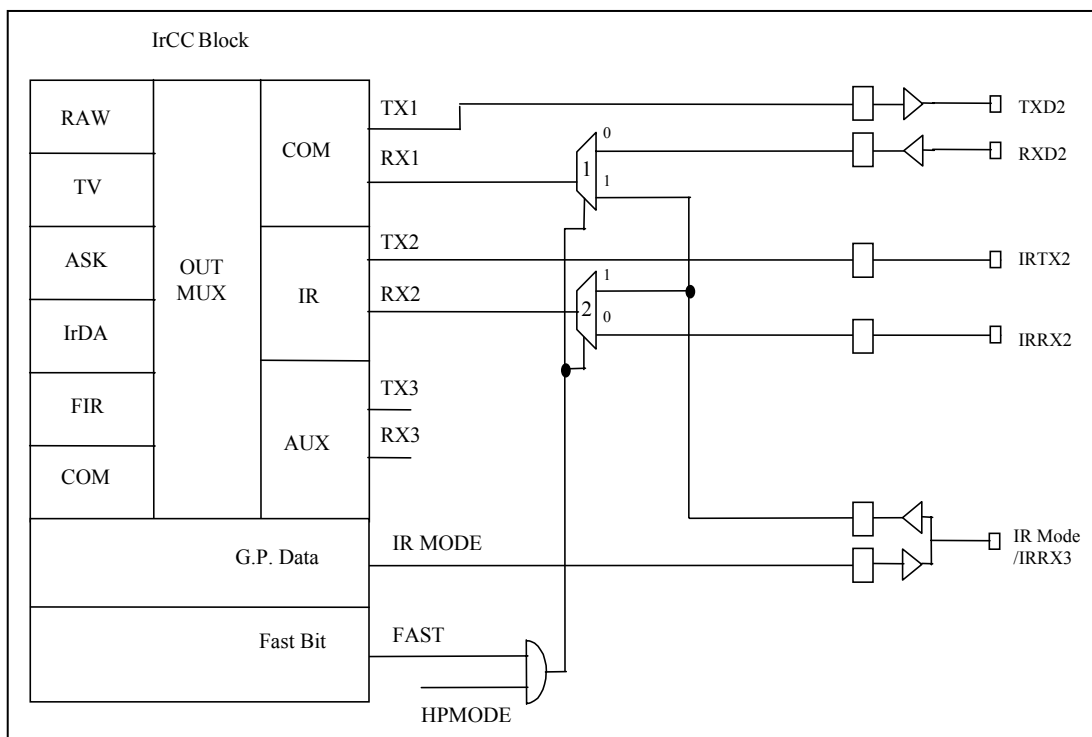 IrCC Block
RAW
TV
ASK
IrDA
FIR
COM
OUT
MUX
COM
IR
AUX
G.P. Data
Fast Bit
TX1
RX1
TX2
RX2
TX3
RX3
IR MODE
FAST
HPMODE
0
1
1
1
2
0
TXD2
RXD2
IRTX2
IRRX2
IR Mode
/IRRX3